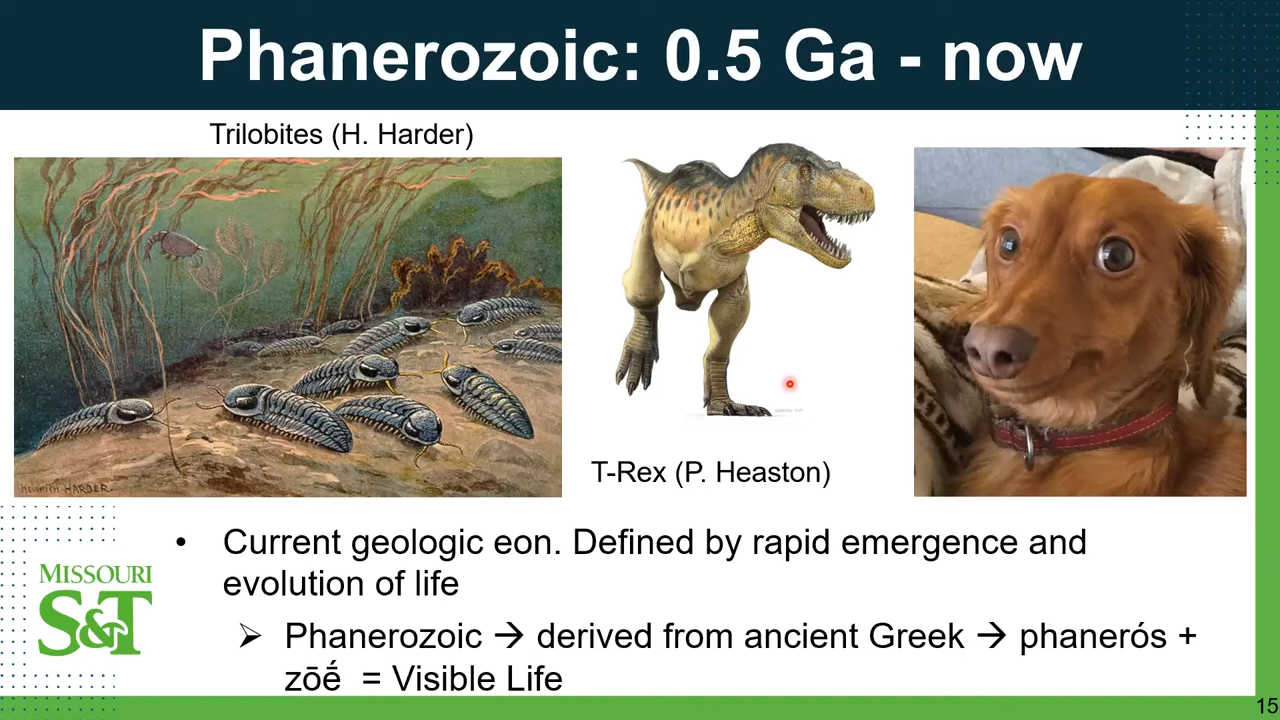 Phanerozoic: 0.5 Ga - now
Trilobites (H. Harder)
HEINRICH HARDER.
T-Rex (P. Heaston)
• Current geologic eon. Defined by rapid emergence and
evolution of life
➢ Phanerozoic → derived from ancient Greek → phanerós +
zōḗ = Visible Life
MISSOURI
S&T
15